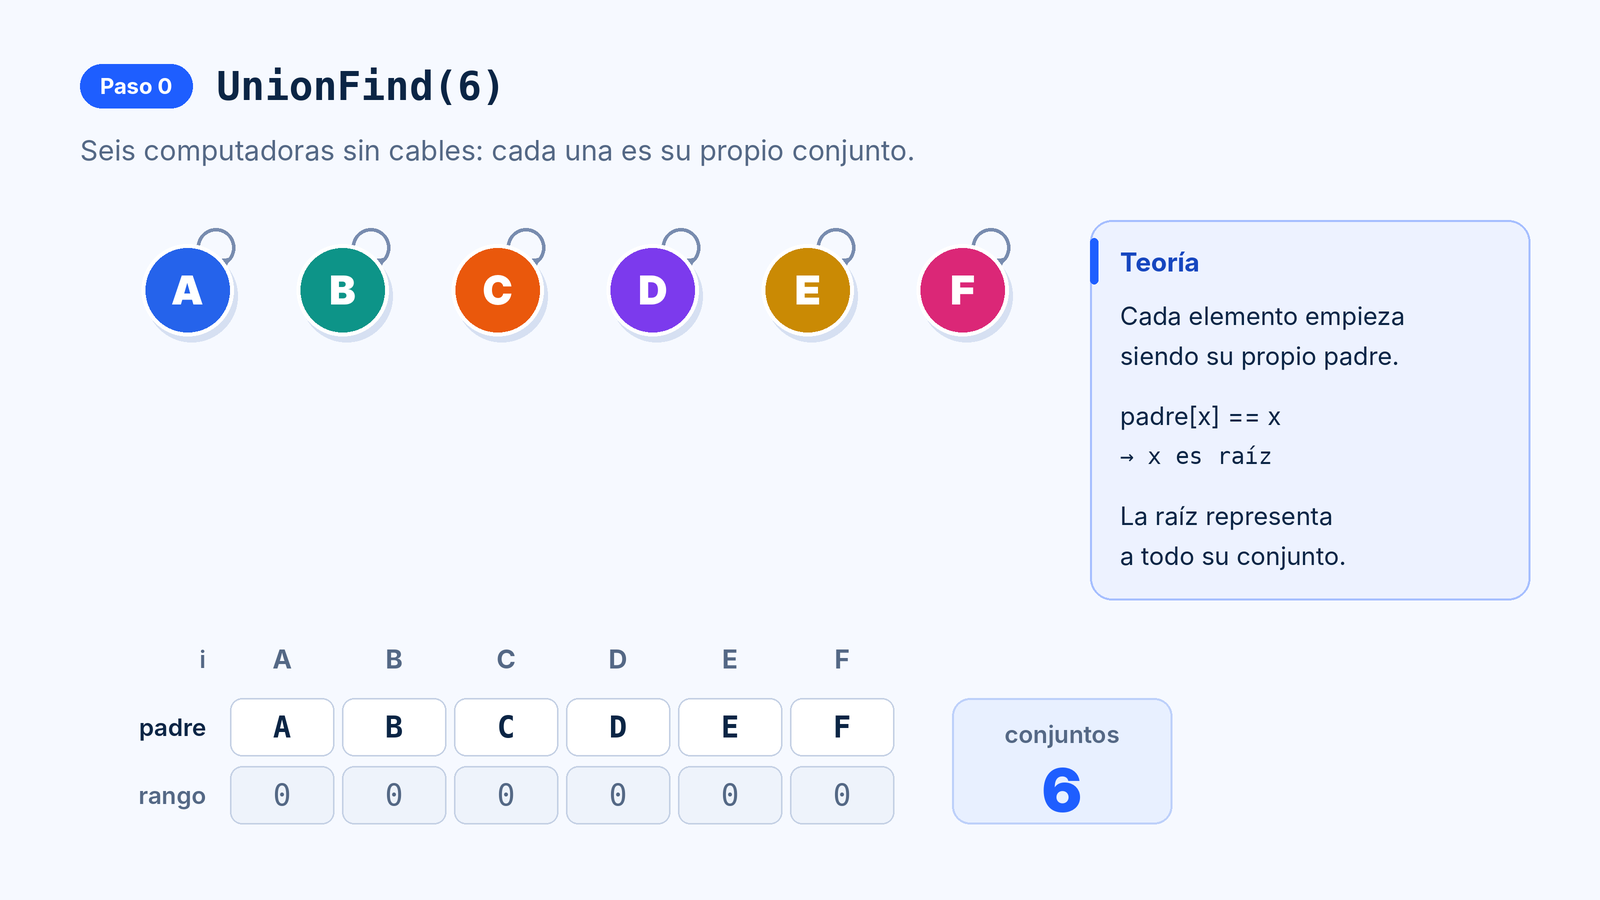 Paso 0 UnionFind(6)
Seis computadoras sin cables: cada una es su propio conjunto.
A B C D E F
Teoría
Cada elemento empieza
siendo su propio padre.
padre[x] == x
→ x es raíz
La raíz representa
a todo su conjunto.
i A B C D E F
padre A B C D E F
rango 0 0 0 0 0 0
conjuntos
6